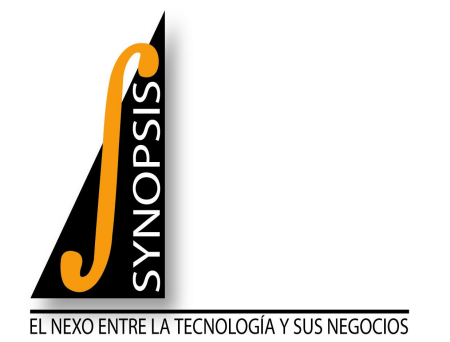 SYNOPSIS
EL NEXO ENTRE LA TECNOLOGÍA Y SUS NEGOCIOS